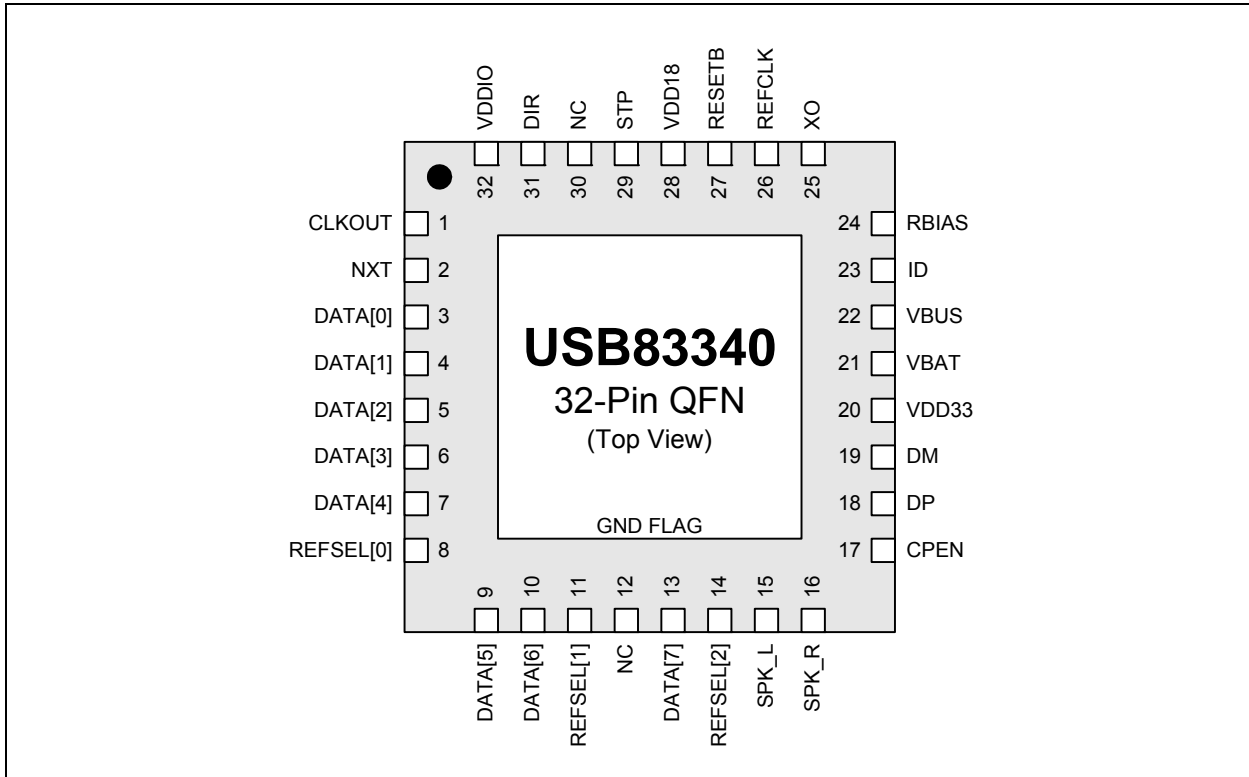 VDDIO
DIR
NC
STP
VDD18
RESETB
REFCLK
XO
32
31
30
29
28
27
26
25
CLKOUT 1
NXT 2
DATA[0] 3
DATA[1] 4
DATA[2] 5
DATA[3] 6
DATA[4] 7
REFSEL[0] 8
USB83340
32-Pin QFN
(Top View)
GND FLAG
24 RBIAS
23 ID
22 VBUS
21 VBAT
20 VDD33
19 DM
18 DP
17 CPEN
9
10
11
12
13
14
15
16
DATA[5]
DATA[6]
REFSEL[1]
NC
DATA[7]
REFSEL[2]
SPK_L
SPK_R